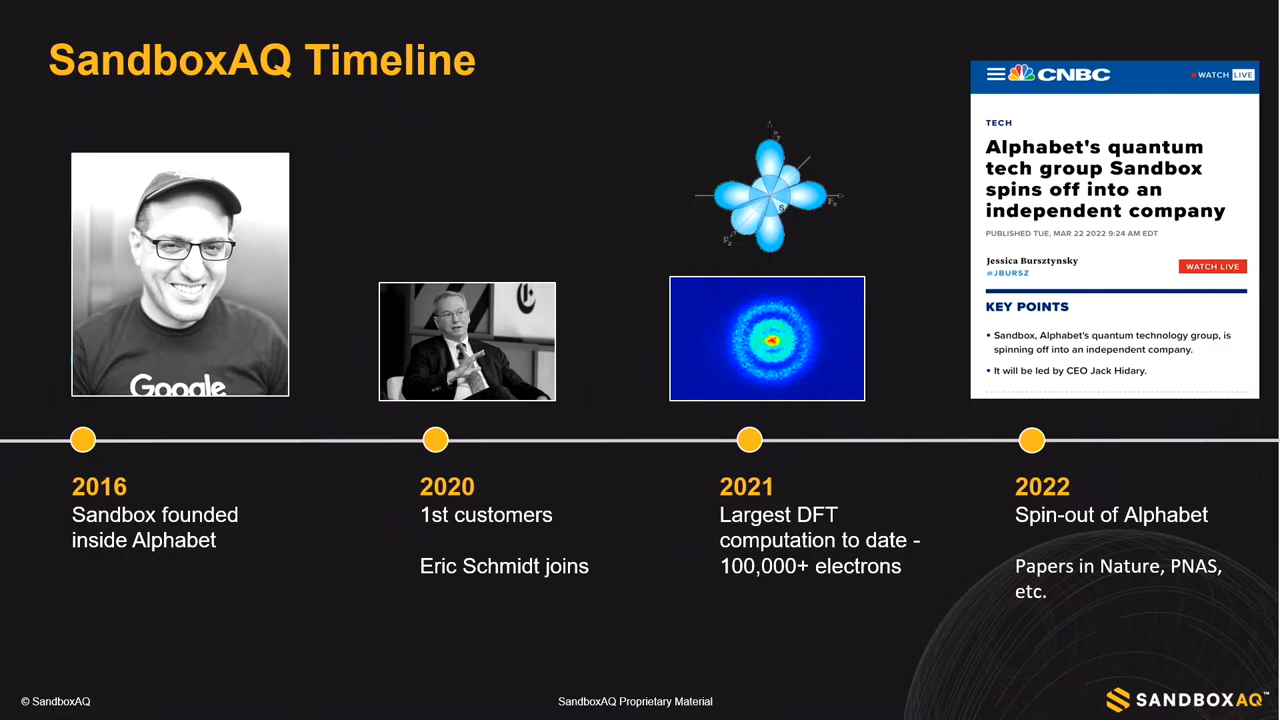 SandboxAQ Timeline
CNBC
WATCH LIVE
TECH
Alphabet's quantum
tech group Sandbox
spins off into an
independent company
PUBLISHED TUE, MAR 22 2022 9:24 AM EDT
Jessica Bursztynsky
@JBURSZ
WATCH LIVE
KEY POINTS
• Sandbox, Alphabet's quantum technology group, is
spinning off into an independent company.
• It will be led by CEO Jack Hidary.
Google
S
2016
Sandbox founded
inside Alphabet
2020
1st customers
Eric Schmidt joins
2021
Largest DFT
computation to date -
100,000+ electrons
2022
Spin-out of Alphabet
Papers in Nature, PNAS,
etc.
© SandboxAQ
SandboxAQ Proprietary Material
SANDBOXAQ™